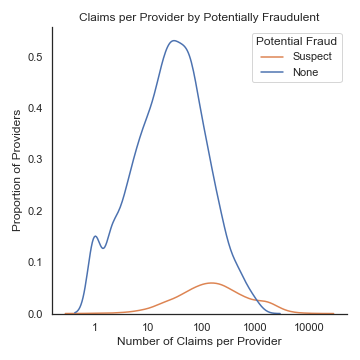 Claims per Provider by Potentially Fraudulent
Potential Fraud
Suspect
None
Proportion of Providers
0.5
0.4
0.3
0.2
0.1
0.0
1 10 100 1000 10000
Number of Claims per Provider